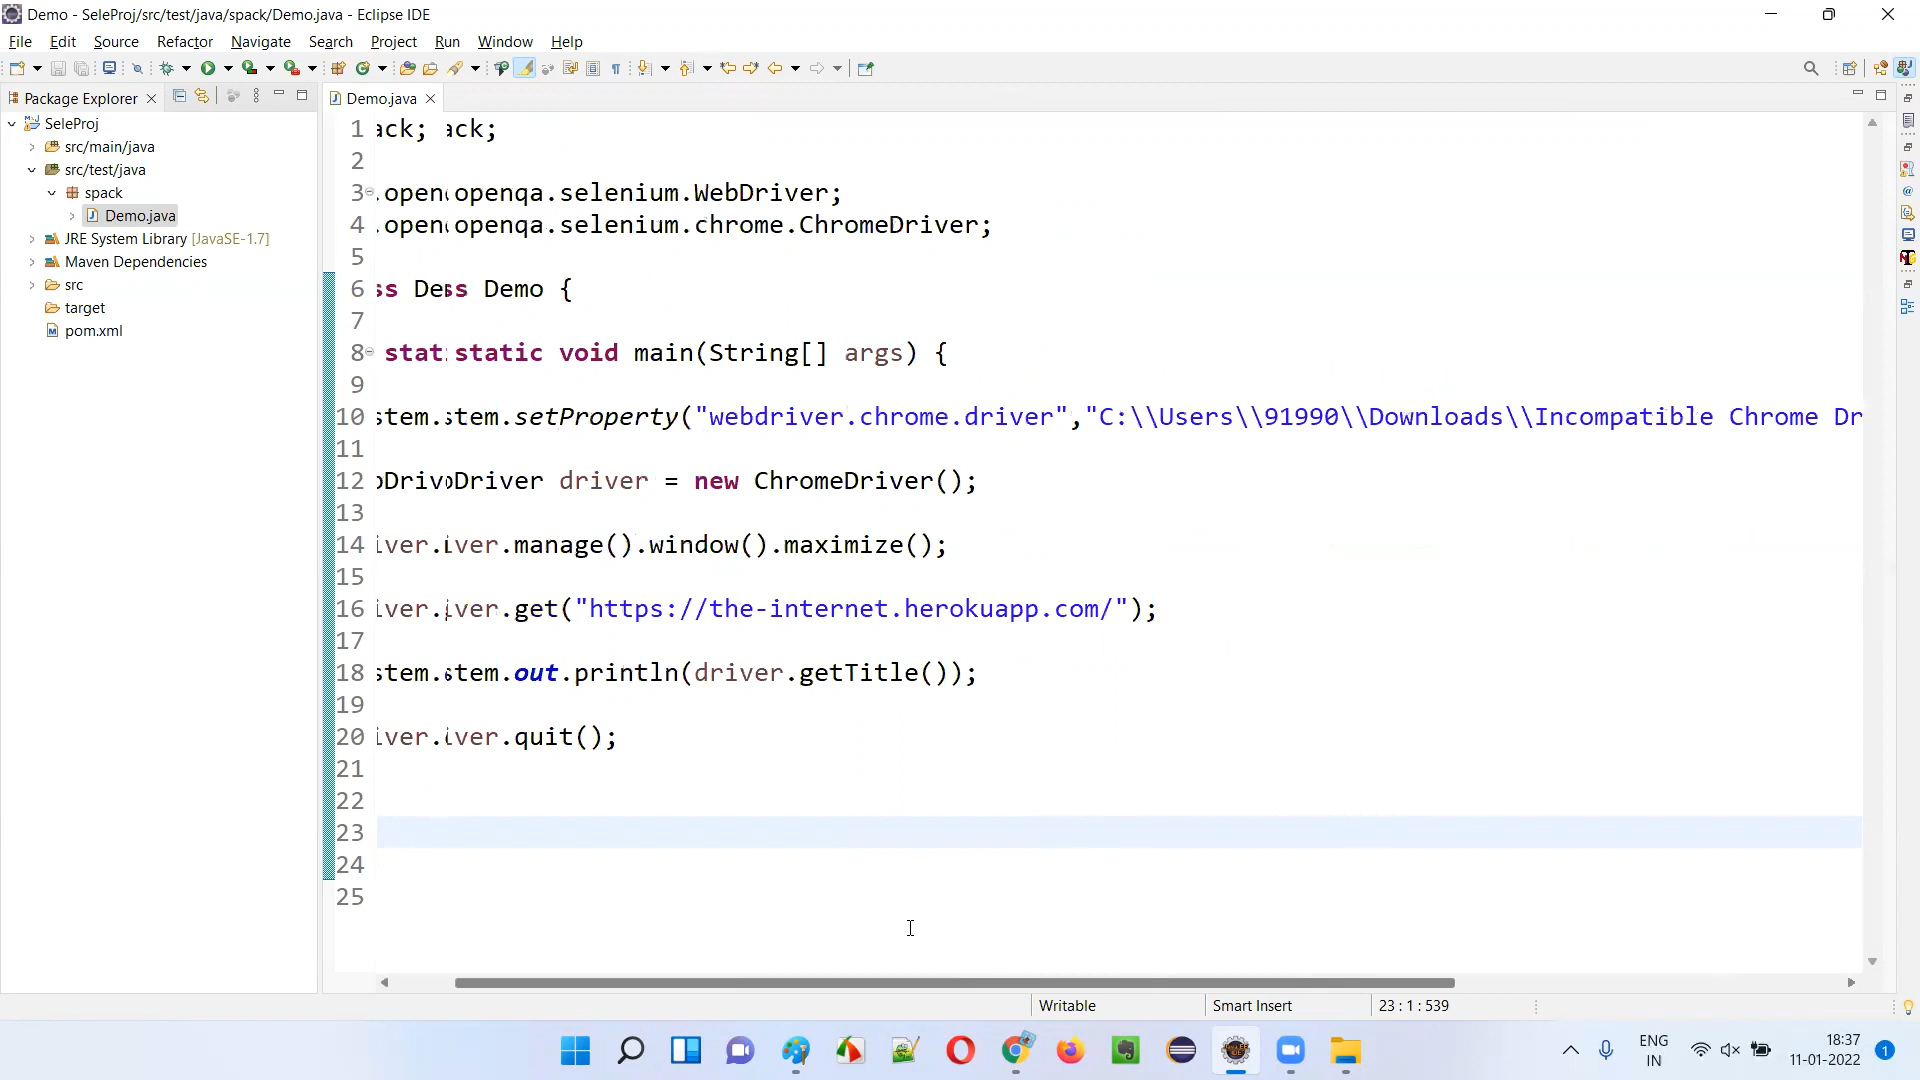 Demo - SeleProj/src/test/java/spack/Demo.java - Eclipse IDE
File Edit Source Refactor Navigate Search Project Run Window Help
Package Explorer
Demo.java
SeleProj
src/main/java
src/test/java
spack
Demo.java
JRE System Library [JavaSE-1.7]
Maven Dependencies
src
target
pom.xml
1 ack; ack;
2
3 .open openqa.selenium.WebDriver;
4 .open openqa.selenium.chrome.ChromeDriver;
5
6 ss De ss Demo {
7
8 stat static void main(String[] args) {
9
10 stem. stem.setProperty("webdriver.chrome.driver","C:\\Users\\91990\\Downloads\\Incompatible Chrome Dr
11
12 bDriv oDriver driver = new ChromeDriver();
13
14 iver. iver.manage().window().maximize();
15
16 iver. iver.get("https://the-internet.herokuapp.com/");
17
18 stem. stem.out.println(driver.getTitle());
19
20 iver. iver.quit();
21
22
23
24
25
Writable Smart Insert 23 : 1 : 539
ENG
IN
18:37
11-01-2022
1